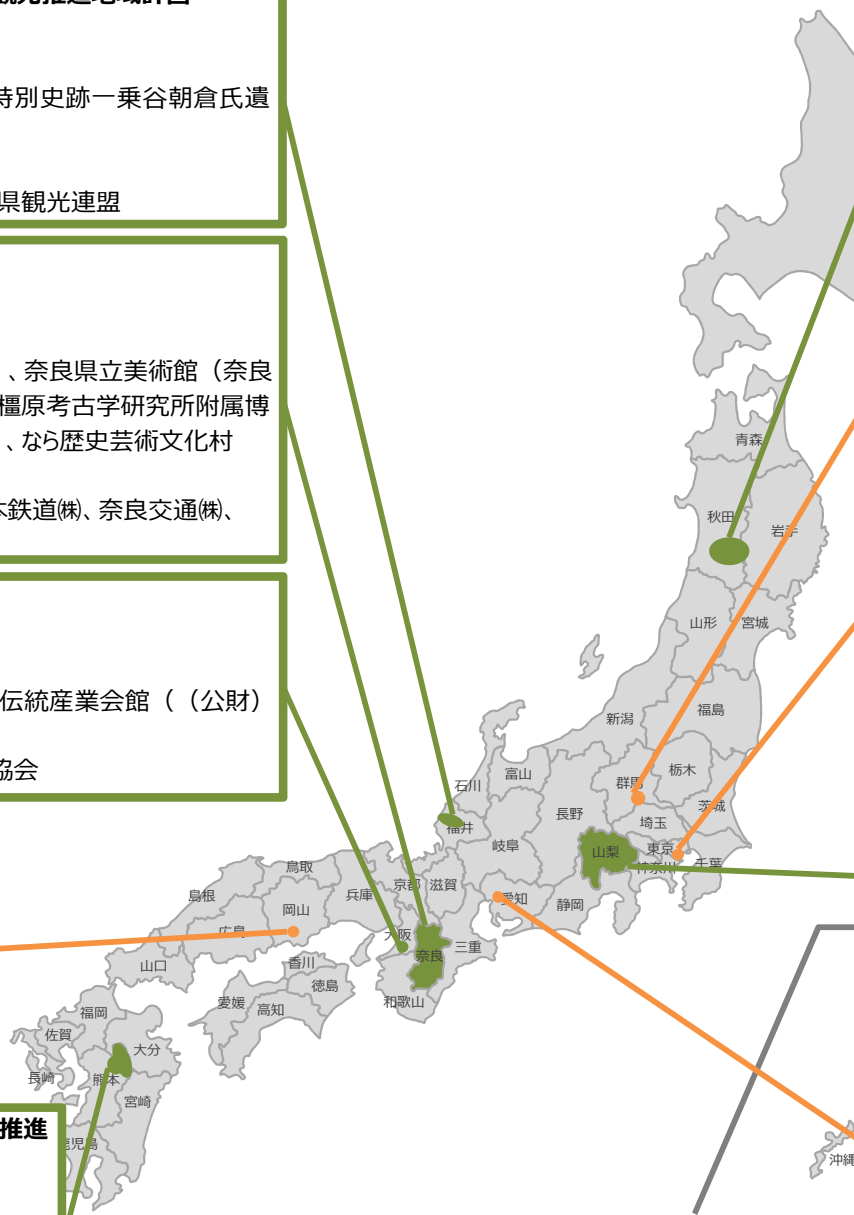 特別史跡一乗谷朝倉氏遺
県観光連盟
、奈良県立美術館（奈良
橿原考古学研究所附属博
、なら歴史芸術文化村
本鉄道㈱、奈良交通㈱、
伝統産業会館（（公財）
協会
推進
青森
秋田
岩手
山形
宮城
新潟
福島
石川
富山
群馬
栃木
福井
長野
埼玉
茨城
岐阜
山梨
東京
神奈川
千葉
鳥取
島根
兵庫
京都
滋賀
愛知
静岡
岡山
広島
大阪
奈良
三重
山口
香川
徳島
和歌山
愛媛
高知
福岡
佐賀
大分
長崎
熊本
宮崎
鹿児島
沖縄